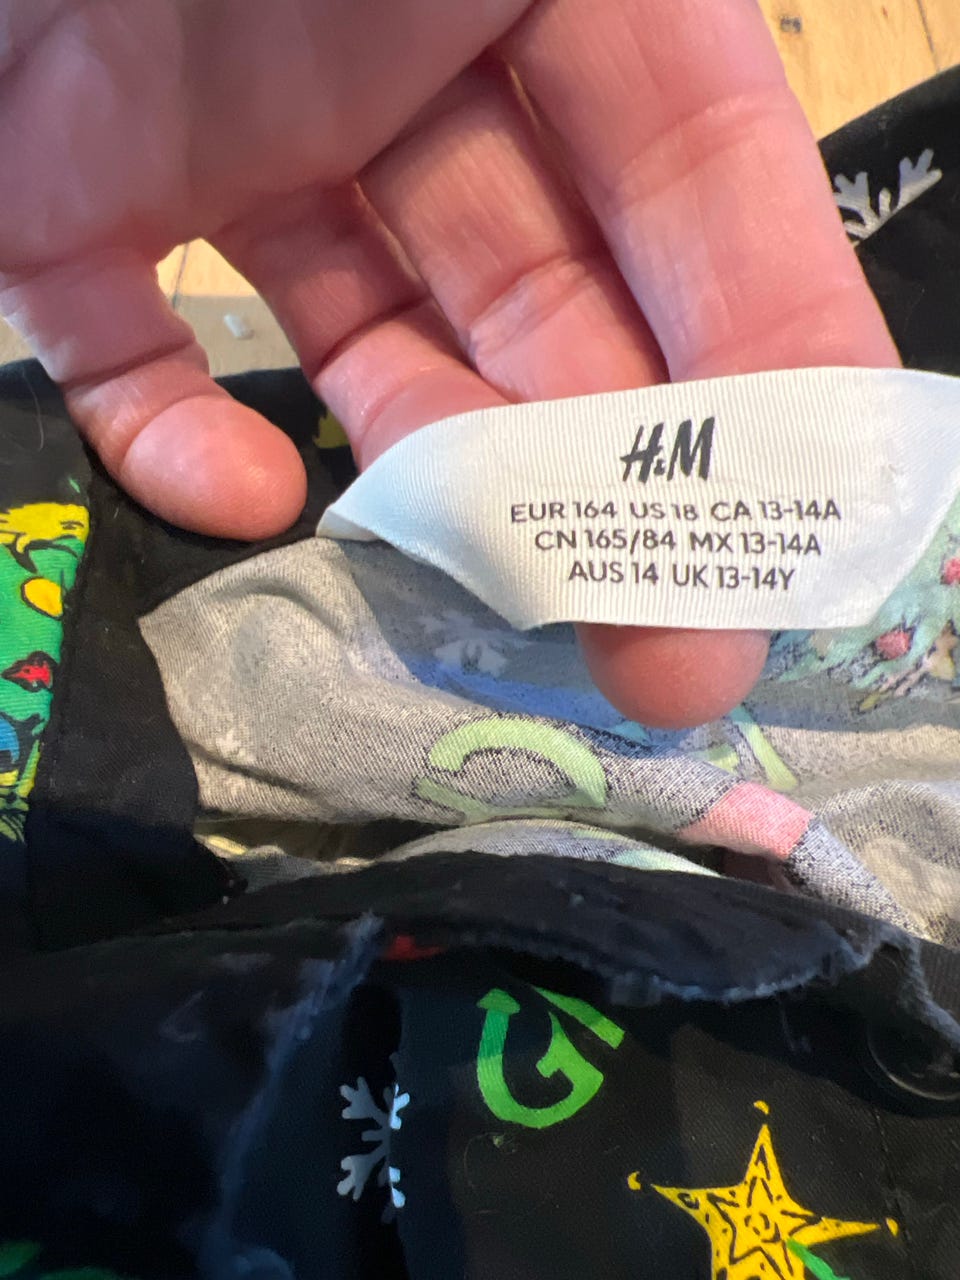 H&M
EUR 164 US 18 CA 13-14A
CN 165/84 MX 13-14A
AUS 14 UK 13-14Y
G